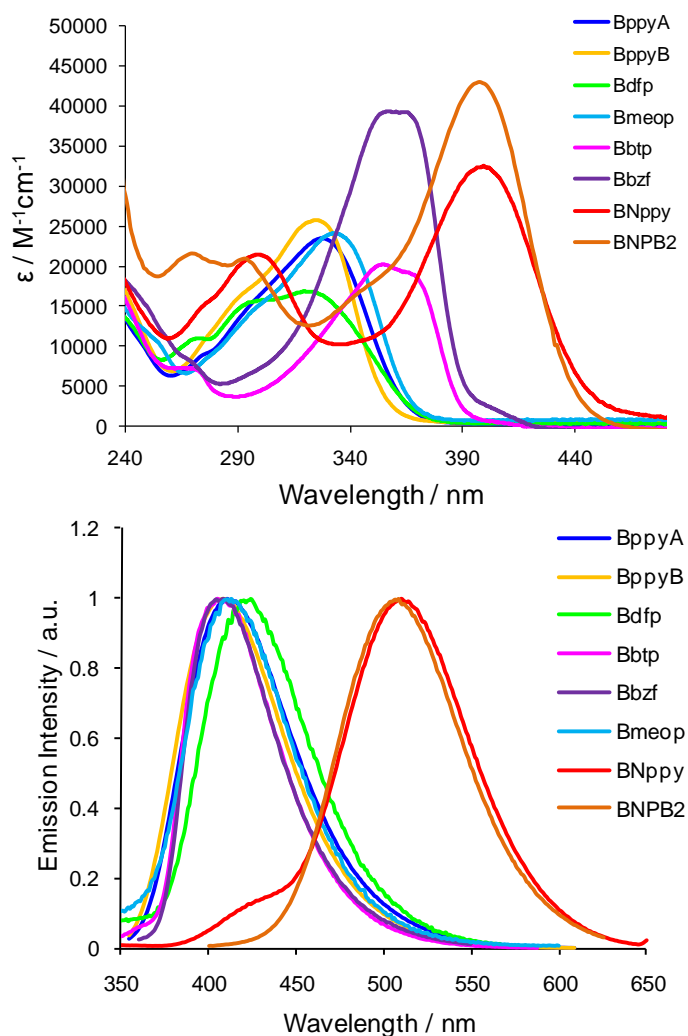 BppyA
BppyB
Bdfp
Bmeop
Bbtp
Bbzf
BNppy
BNPB2
50000
45000
40000
35000
30000
25000
20000
15000
10000
5000
0
ε / M⁻¹cm⁻¹
240 290 340 390 440
Wavelength / nm
BppyA
BppyB
Bdfp
Bbtp
Bbzf
Bmeop
BNppy
BNPB2
1.2
1
0.8
0.6
0.4
0.2
0
Emission Intensity / a.u.
350 400 450 500 550 600 650
Wavelength / nm